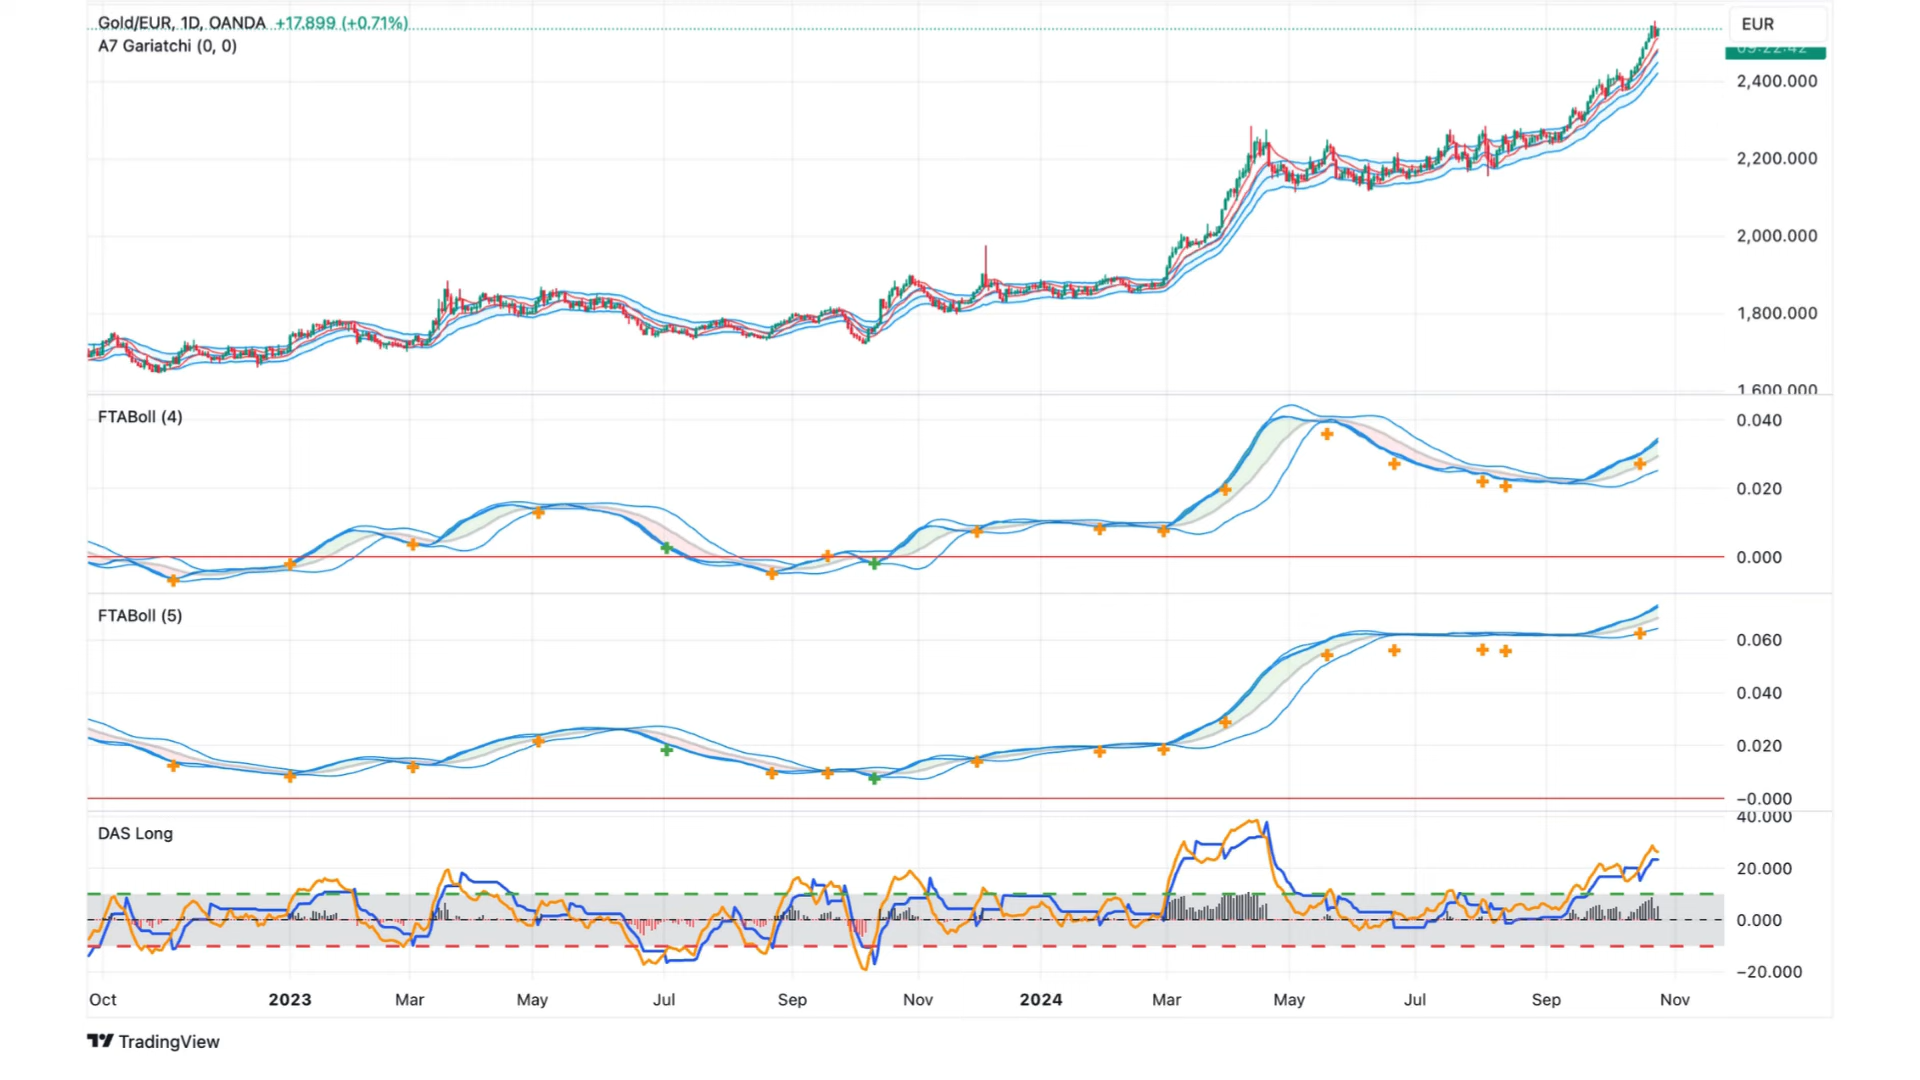 Gold/EUR, 1D, OANDA +17.899 (+0.71%)
A7 Gariatchi (0, 0)
EUR
09:22:42
2,400.000
2,200.000
2,000.000
1,800.000
1,600.000
FTABoll (4)
0.040
0.020
0.000
FTABoll (5)
0.060
0.040
0.020
−0.000
DAS Long
40.000
20.000
0.000
−20.000
Oct 2023 Mar May Jul Sep Nov 2024 Mar May Jul Sep Nov
TradingView